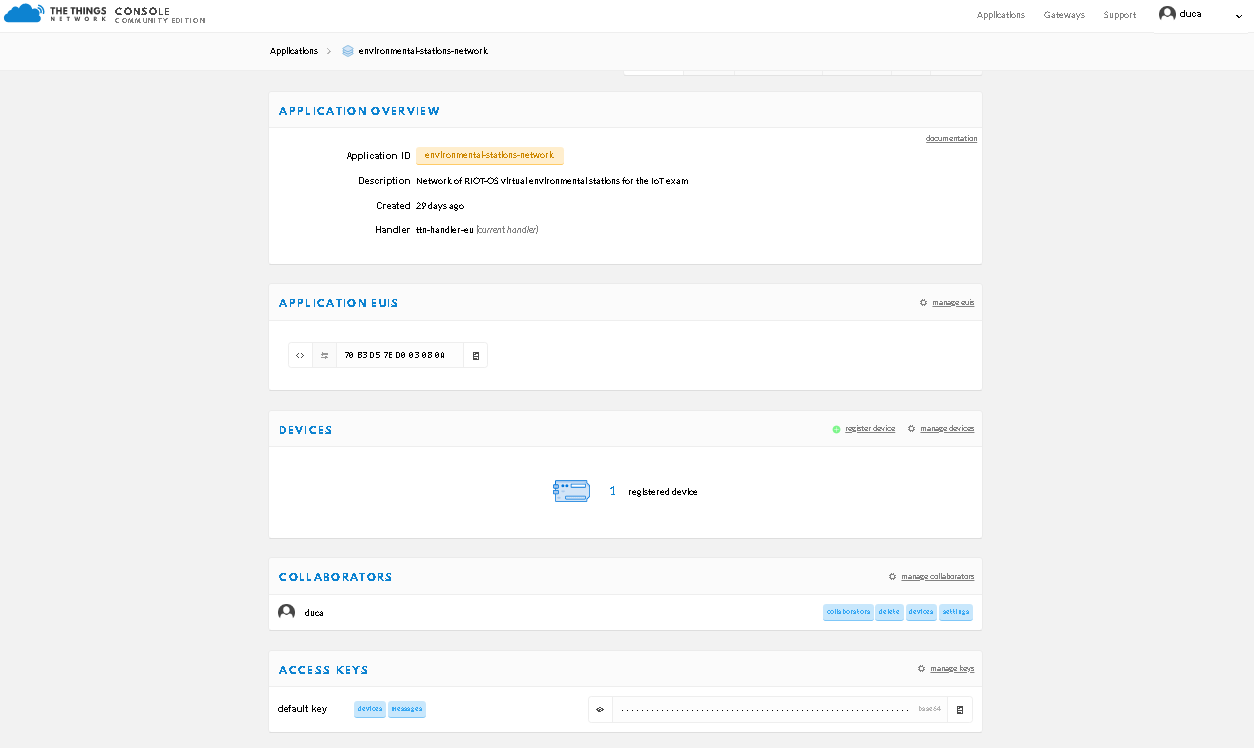 THE THINGS NETWORK CONSOLE COMMUNITY EDITION
Applications Gateways Support duca
Applications > environmental-stations-network
APPLICATION OVERVIEW
documentation
Application ID environmental-stations-network
Description Network of RIOT-OS virtual environmental stations for the IoT exam
Created 29 days ago
Handler ttn-handler-eu (current handler)
APPLICATION EUIS manage euis
<> 70 B3 D5 7E D0 03 08 0A
DEVICES register device manage devices
1 registered device
COLLABORATORS manage collaborators
duca collaborators delete devices settings
ACCESS KEYS manage keys
default key devices messages base64